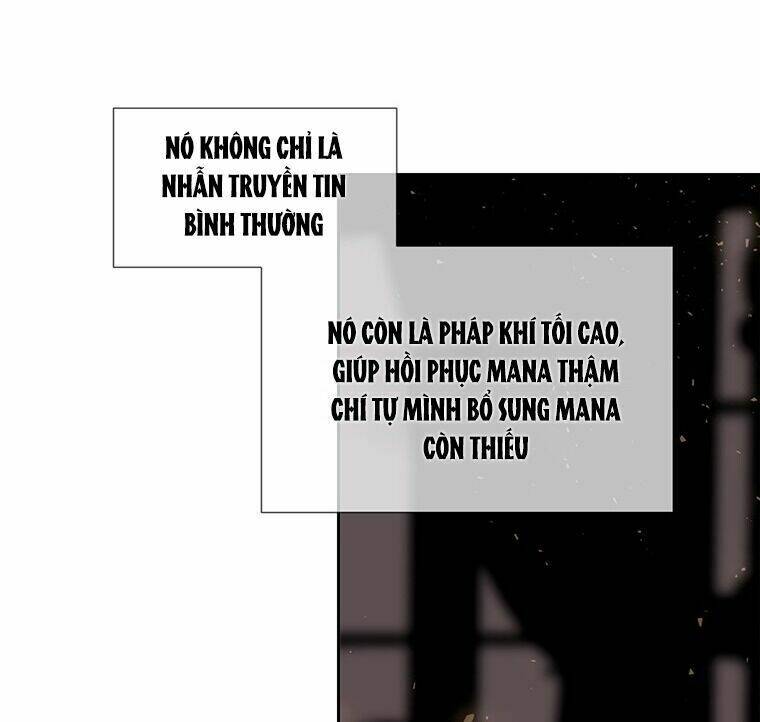 NÓ KHÔNG CHỈ LÀ
NHẪN TRUYỀN TIN
BÌNH THƯỜNG
NÓ CÒN LÀ PHÁP KHÍ TỐI CAO,
GIÚP HỒI PHỤC MANA THẬM
CHÍ TỰ MÌNH BỔ SUNG MANA
CÒN THIẾU